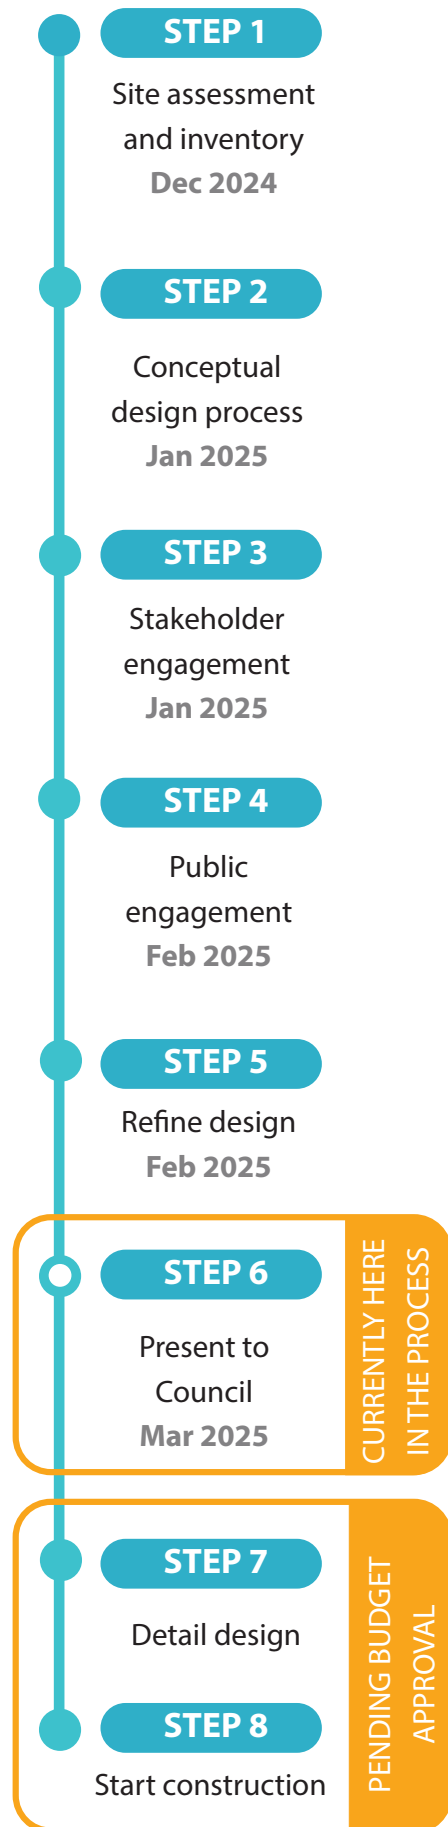 STEP 1
Site assessment
and inventory
Dec 2024
STEP 2
Conceptual
design process
Jan 2025
STEP 3
Stakeholder
engagement
Jan 2025
STEP 4
Public
engagement
Feb 2025
STEP 5
Refine design
Feb 2025
STEP 6
Present to
Council
Mar 2025
CURRENTLY HERE
IN THE PROCESS
STEP 7
Detail design
STEP 8
Start construction
PENDING BUDGET
APPROVAL